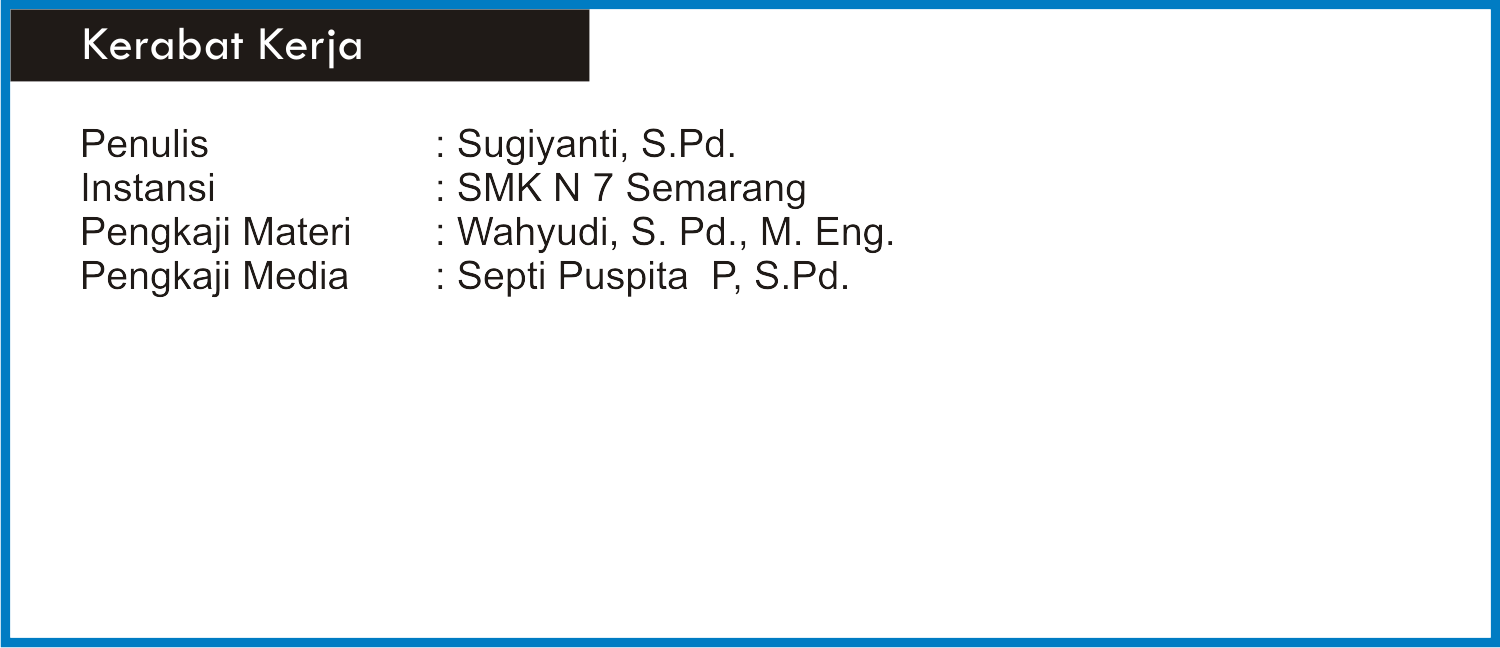 Kerabat Kerja
Penulis : Sugiyanti, S.Pd.
Instansi : SMK N 7 Semarang
Pengkaji Materi : Wahyudi, S. Pd., M. Eng.
Pengkaji Media : Septi Puspita  P, S.Pd.